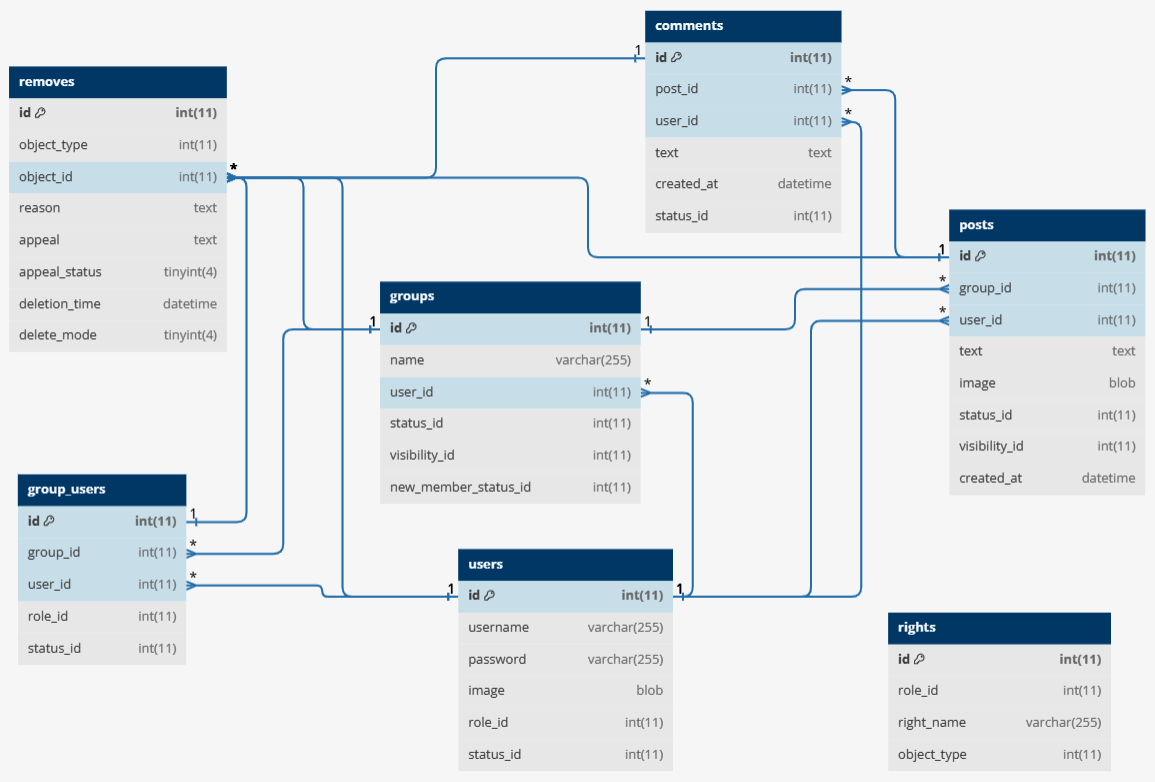 comments
id int(11)
post_id int(11)
user_id int(11)
text text
created_at datetime
status_id int(11)
1
*
*
removes
id int(11)
object_type int(11)
object_id int(11)
reason text
appeal text
appeal_status tinyint(4)
deletion_time datetime
delete_mode tinyint(4)
*
posts
id int(11)
group_id int(11)
user_id int(11)
text text
image blob
status_id int(11)
visibility_id int(11)
created_at datetime
1
*
*
groups
id int(11)
name varchar(255)
user_id int(11)
status_id int(11)
visibility_id int(11)
new_member_status_id int(11)
1
1
*
group_users
id int(11)
group_id int(11)
user_id int(11)
role_id int(11)
status_id int(11)
1
*
*
users
id int(11)
username varchar(255)
password varchar(255)
image blob
role_id int(11)
status_id int(11)
1
1
rights
id int(11)
role_id int(11)
right_name varchar(255)
object_type int(11)